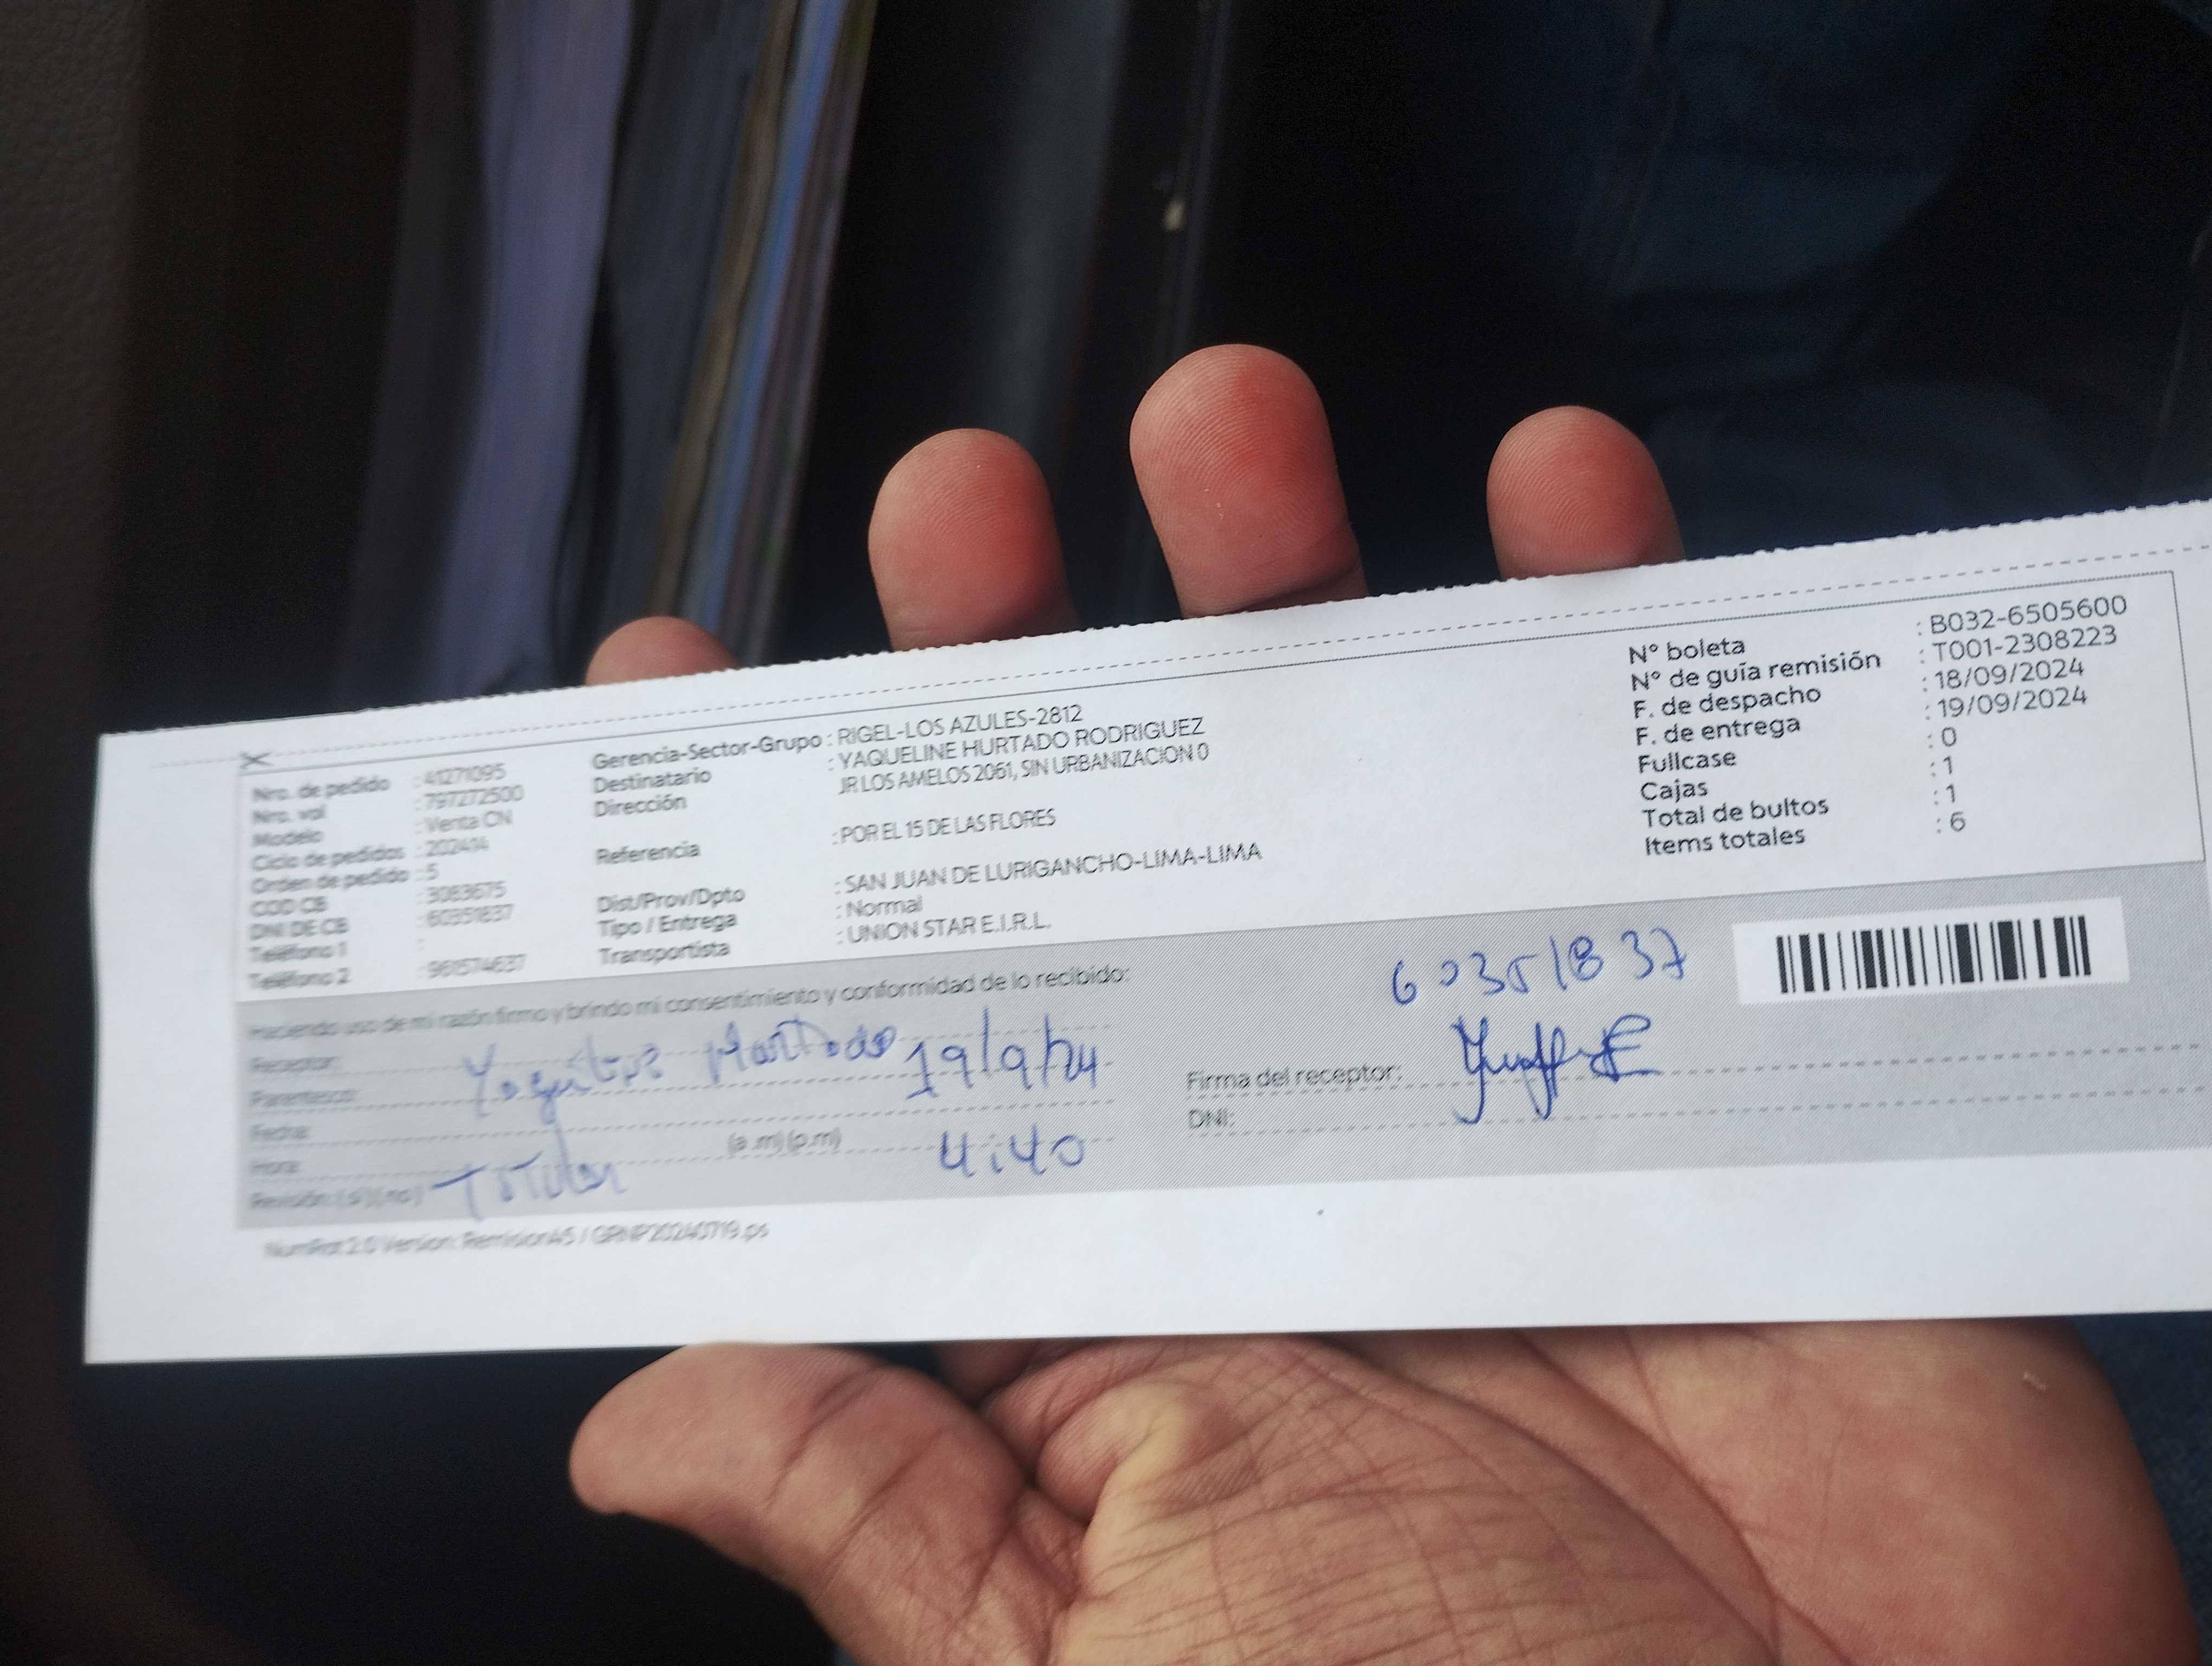 Nro. de pedido : 41271095
Nro. vol : 797272500
Modelo : Venta CN
Ciclo de pedidos : 202414
Orden de pedido : 5
COD CB : 3083675
DNI DE CB : 60351837
Teléfono 1 :
Teléfono 2 : 961574637
Gerencia-Sector-Grupo : RIGEL-LOS AZULES-2812
Destinatario : YAQUELINE HURTADO RODRIGUEZ
Dirección JR LOS AMELOS 2061, SIN URBANIZACION 0
Referencia : POR EL 15 DE LAS FLORES
Dist/Prov/Dpto : SAN JUAN DE LURIGANCHO-LIMA-LIMA
Tipo / Entrega : Normal
Transportista : UNION STAR E.I.R.L.
N° boleta : B032-6505600
N° de guía remisión : T001-2308223
F. de despacho : 18/09/2024
F. de entrega : 19/09/2024
Fullcase : 0
Cajas : 1
Total de bultos : 1
Items totales : 6
Haciendo uso de mi razón firmo y brindo mi consentimiento y conformidad de lo recibido:
Receptor:
Parentesco:
Fecha: 19/9/24
Hora: (a .m) (p.m) 4:40
Revisión: ( si ) ( no ) Titular
60351837
Firma del receptor:
DNI:
NumRot 2.0 Version: RemisionA5 / GRNP20240719.ps